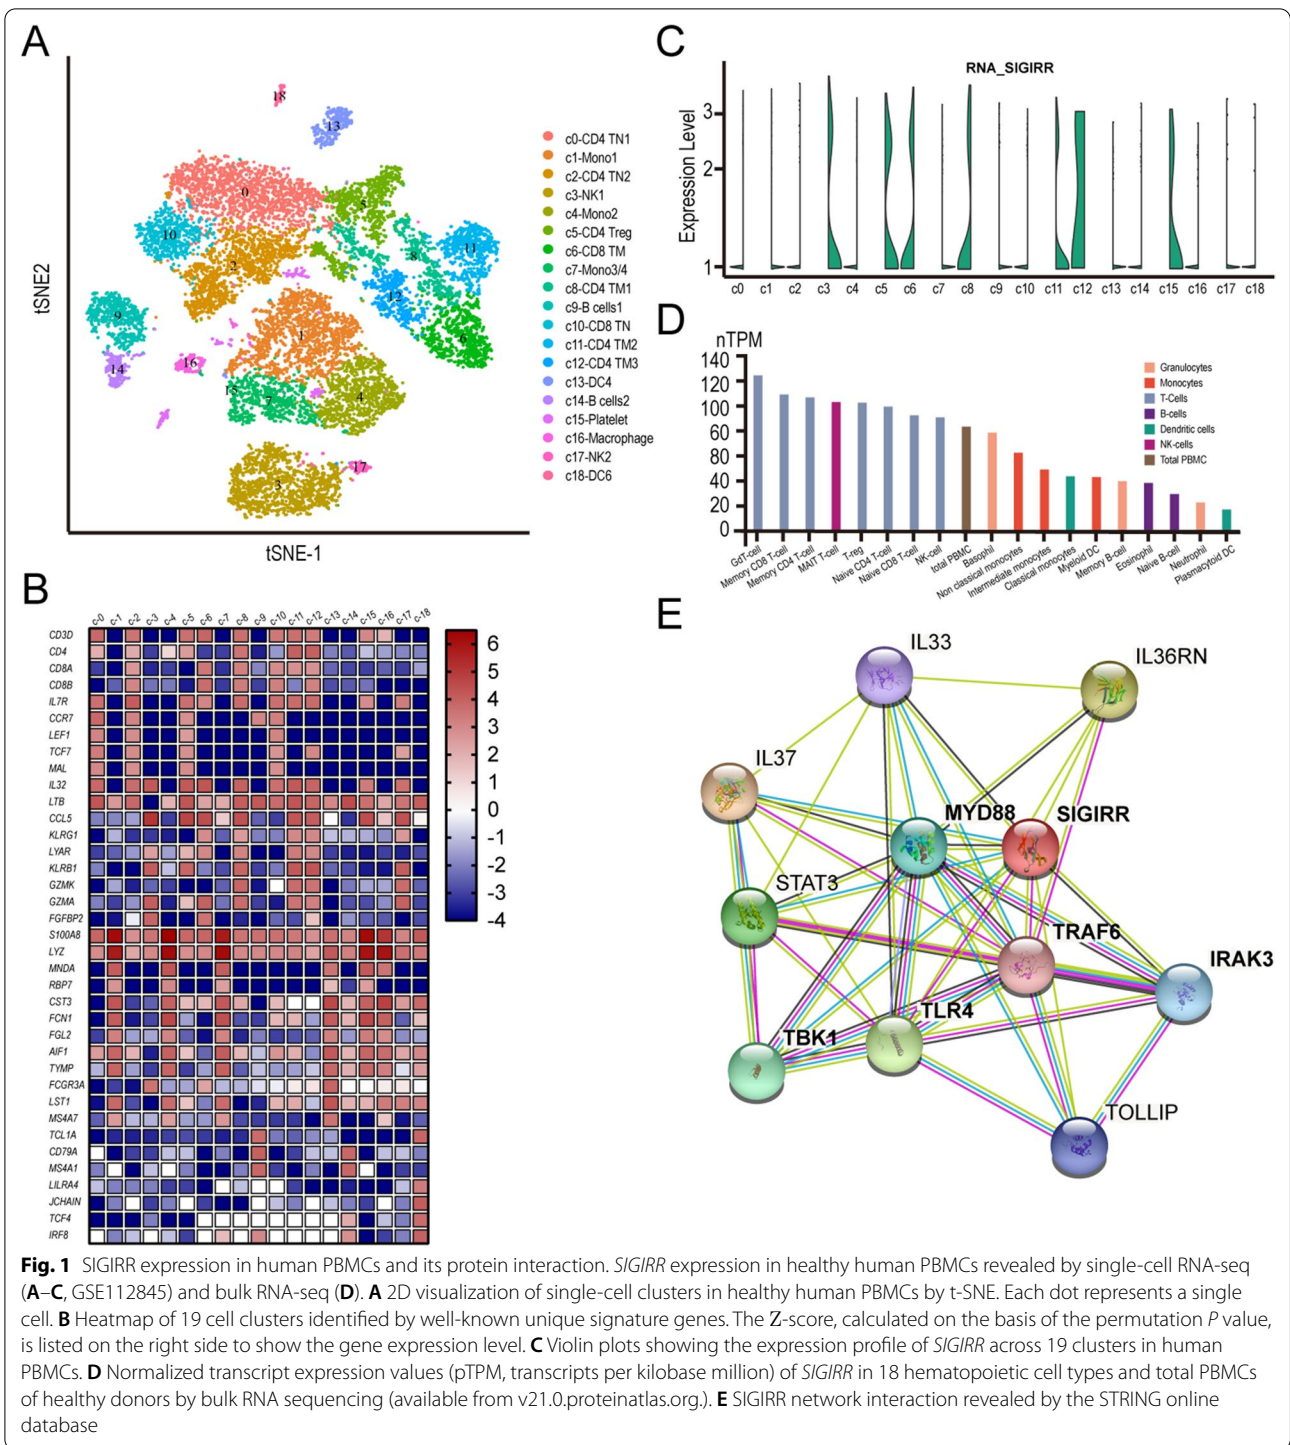 A
tSNE2
tSNE-1
18
13
0
5
10
11
8
2
12
9
1
6
14
16
15
7
4
3
17
c0-CD4 TN1
c1-Mono1
c2-CD4 TN2
c3-NK1
c4-Mono2
c5-CD4 Treg
c6-CD8 TM
c7-Mono3/4
c8-CD4 TM1
c9-B cells1
c10-CD8 TN
c11-CD4 TM2
c12-CD4 TM3
c13-DC4
c14-B cells2
c15-Platelet
c16-Macrophage
c17-NK2
c18-DC6
B
c-0 c-1 c-2 c-3 c-4 c-5 c-6 c-7 c-8 c-9 c-10 c-11 c-12 c-13 c-14 c-15 c-16 c-17 c-18
CD3D
CD4
CD8A
CD8B
IL7R
CCR7
LEF1
TCF7
MAL
IL32
LTB
CCL5
KLRG1
LYAR
KLRB1
GZMK
GZMA
FGFBP2
S100A8
LYZ
MNDA
RBP7
CST3
FCN1
FGL2
AIF1
TYMP
FCGR3A
LST1
MS4A7
TCL1A
CD79A
MS4A1
LILRA4
JCHAIN
TCF4
IRF8
6
5
4
3
2
1
0
-1
-2
-3
-4
C
RNA_SIGIRR
Expression Level
3
2
1
c0 c1 c2 c3 c4 c5 c6 c7 c8 c9 c10 c11 c12 c13 c14 c15 c16 c17 c18
D
nTPM
140
120
100
60
80
40
20
0
GdT-cell
Memory CD8 T-cell
Memory CD4 T-cell
MAIT T-cell
T-reg
Naive CD4 T-cell
Naive CD8 T-cell
NK-cell
total PBMC
Basophil
Non classical monocytes
Intermediate monocytes
Classical monocytes
Myeloid DC
Memory B-cell
Eosinophil
Naive B-cell
Neutrophil
Plasmacytoid DC
Granulocytes
Monocytes
T-Cells
B-cells
Dendritic cells
NK-cells
Total PBMC
E
IL33
IL36RN
IL37
MYD88
SIGIRR
STAT3
TRAF6
IRAK3
TLR4
TBK1
TOLLIP
Fig. 1 SIGIRR expression in human PBMCs and its protein interaction. SIGIRR expression in healthy human PBMCs revealed by single-cell RNA-seq
(A–C, GSE112845) and bulk RNA-seq (D). A 2D visualization of single-cell clusters in healthy human PBMCs by t-SNE. Each dot represents a single
cell. B Heatmap of 19 cell clusters identified by well-known unique signature genes. The Z-score, calculated on the basis of the permutation P value,
is listed on the right side to show the gene expression level. C Violin plots showing the expression profile of SIGIRR across 19 clusters in human
PBMCs. D Normalized transcript expression values (pTPM, transcripts per kilobase million) of SIGIRR in 18 hematopoietic cell types and total PBMCs
of healthy donors by bulk RNA sequencing (available from v21.0.proteinatlas.org.). E SIGIRR network interaction revealed by the STRING online
database